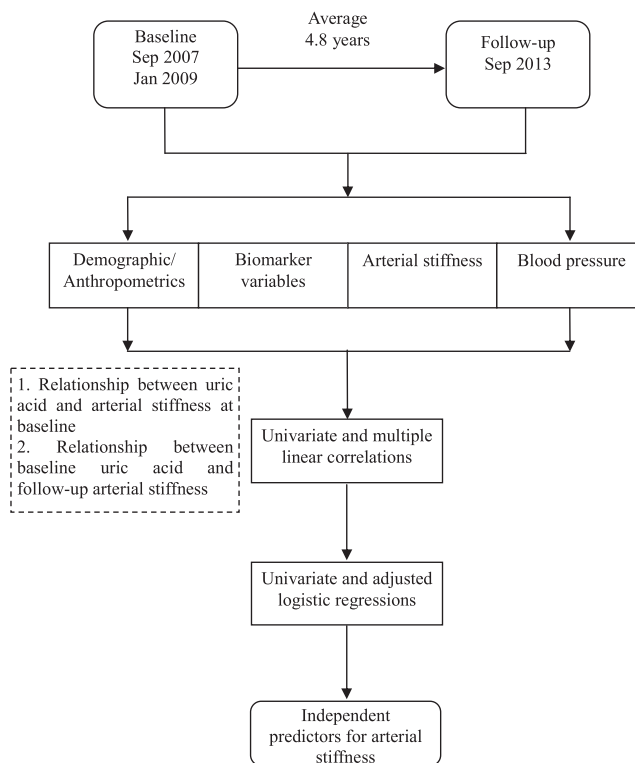 Baseline
Sep 2007
Jan 2009
Average
4.8 years
Follow-up
Sep 2013
Demographic/
Anthropometrics
Biomarker
variables
Arterial stiffness
Blood pressure
1. Relationship between uric
acid and arterial stiffness at
baseline
2. Relationship between
baseline uric acid and
follow-up arterial stiffness
Univariate and multiple
linear correlations
Univariate and adjusted
logistic regressions
Independent
predictors for arterial
stiffness